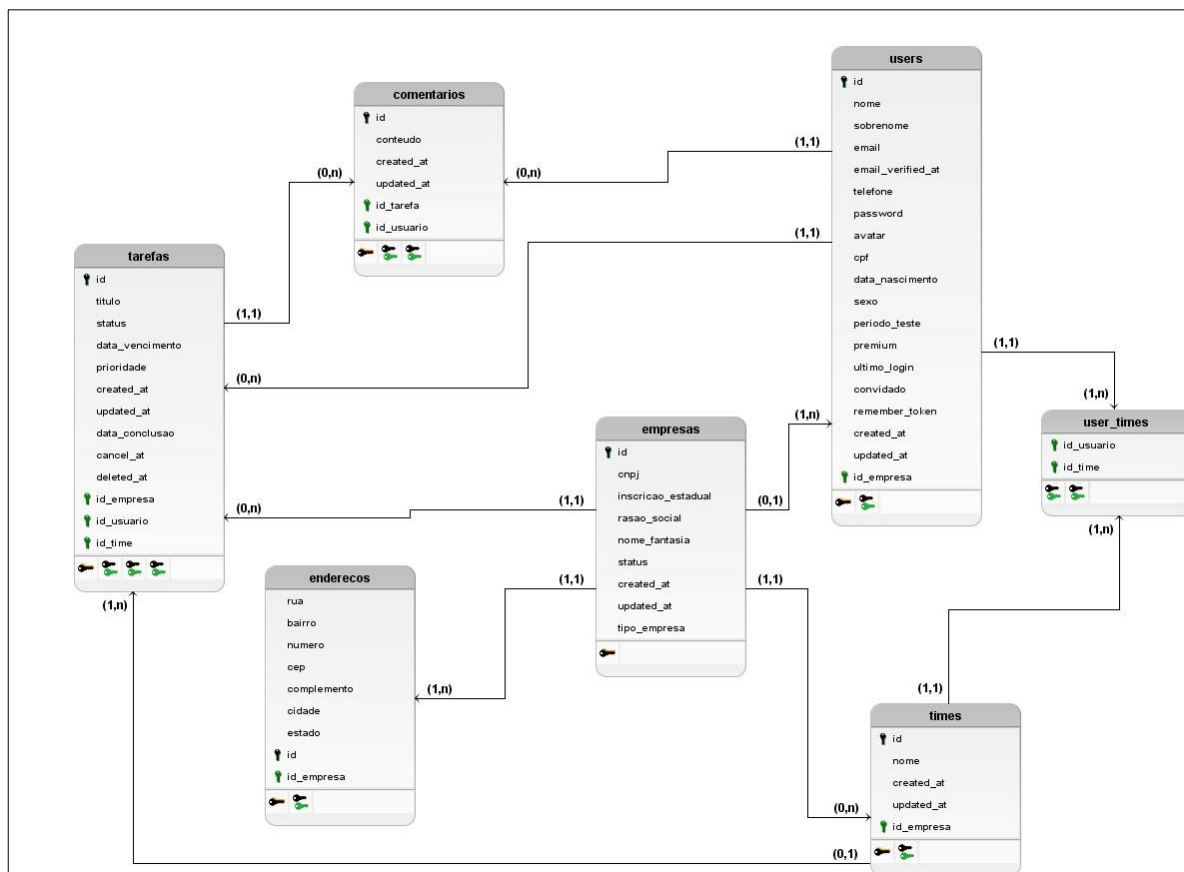 users
id
nome
sobrenome
email
email_verified_at
telefone
password
avatar
cpf
data_nascimento
sexo
periodo_teste
premium
ultimo_login
convidado
remember_token
created_at
updated_at
id_empresa
comentarios
id
conteudo
created_at
updated_at
id_tarefa
id_usuario
(1,1)
(0,n)
(0,n)
(1,1)
tarefas
id
titulo
status
data_vencimento
prioridade
created_at
updated_at
data_conclusao
cancel_at
deleted_at
id_empresa
id_usuario
id_time
(1,1)
(0,n)
(1,1)
(1,n)
user_times
id_usuario
id_time
(1,n)
empresas
id
cnpj
inscricao_estadual
rasao_social
nome_fantasia
status
created_at
updated_at
tipo_empresa
(1,n)
(0,1)
(1,1)
(0,n)
(1,1)
(1,1)
enderecos
rua
bairro
numero
cep
complemento
cidade
estado
id
id_empresa
(1,n)
(1,n)
(1,1)
times
id
nome
created_at
updated_at
id_empresa
(0,n)
(0,1)